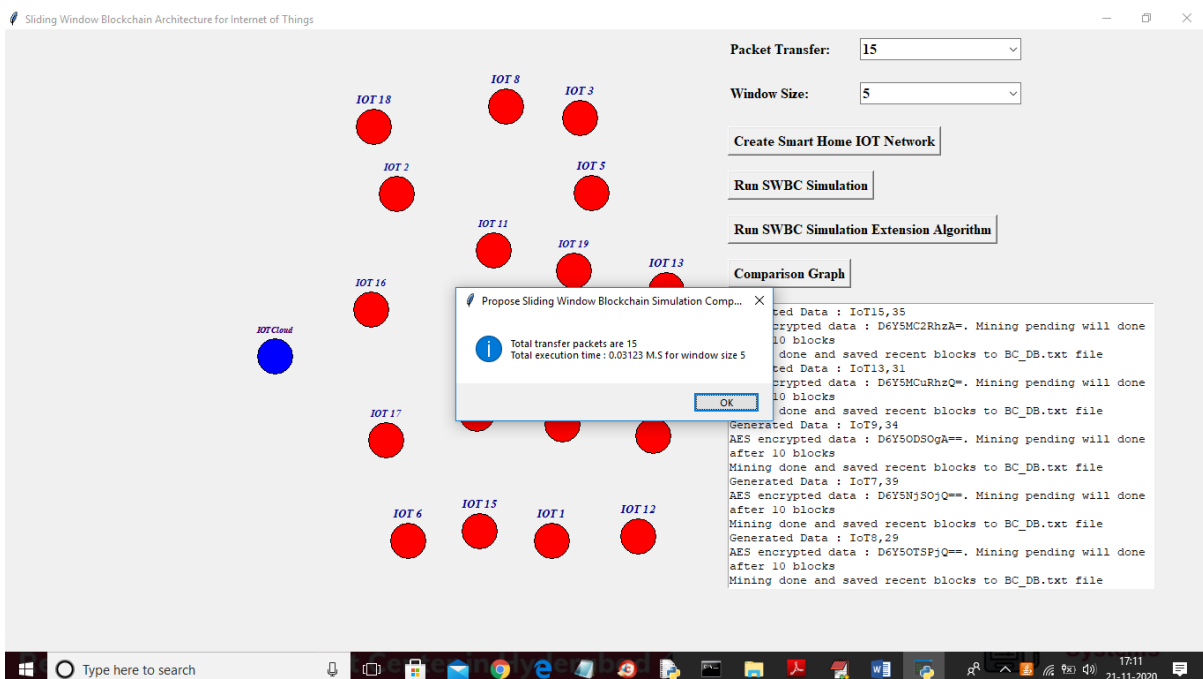 Sliding Window Blockchain Architecture for Internet of Things
Packet Transfer: 15
Window Size: 5
Create Smart Home IOT Network
Run SWBC Simulation
Run SWBC Simulation Extension Algorithm
Comparison Graph
IOT 8
IOT 3
IOT 18
IOT 2
IOT 5
IOT 11
IOT 19
IOT 13
IOT 16
IOT Cloud
IOT 17
IOT 6
IOT 15
IOT 1
IOT 12
Propose Sliding Window Blockchain Simulation Comp...
Total transfer packets are 15
Total execution time : 0.03123 M.S for window size 5
OK
Data : IoT15,35
data : D6Y5MC2RhzA=. Mining pending will done
10 blocks
done and saved recent blocks to BC_DB.txt file
Data : IoT13,31
data : D6Y5MCuRhzQ=. Mining pending will done
10 blocks
done and saved recent blocks to BC_DB.txt file
Generated Data : IoT9,34
AES encrypted data : D6Y5ODSOgA==. Mining pending will done
after 10 blocks
Mining done and saved recent blocks to BC_DB.txt file
Generated Data : IoT7,39
AES encrypted data : D6Y5NjSOjQ==. Mining pending will done
after 10 blocks
Mining done and saved recent blocks to BC_DB.txt file
Generated Data : IoT8,29
AES encrypted data : D6Y5OTSPjQ==. Mining pending will done
after 10 blocks
Mining done and saved recent blocks to BC_DB.txt file
Type here to search
17:11
21-11-2020